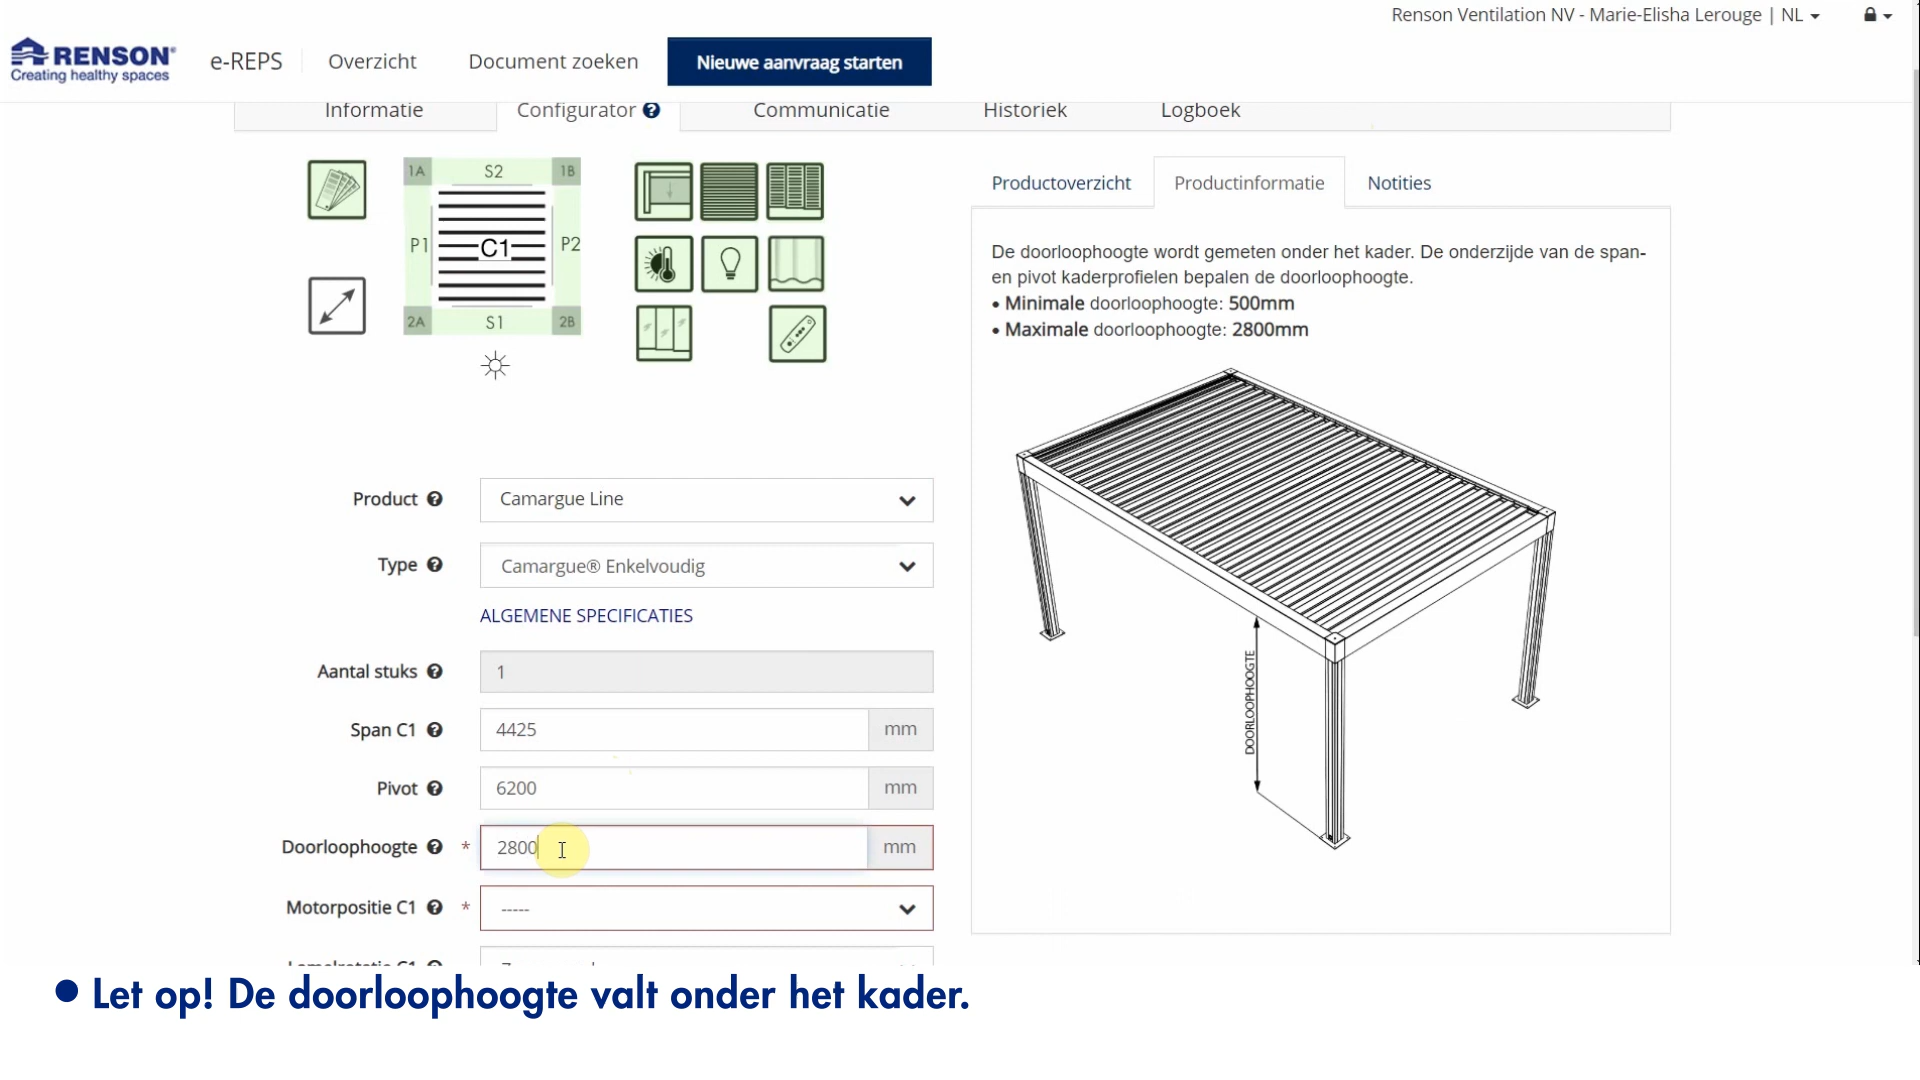 Renson Ventilation NV - Marie-Elisha Lerouge | NL
RENSON
Creating healthy spaces
e-REPS
Overzicht
Document zoeken
Nieuwe aanvraag starten
Informatie
Configurator
Communicatie
Historiek
Logboek
1A
S2
1B
P1
C1
P2
2A
S1
2B
Productoverzicht
Productinformatie
Notities
De doorloophoogte wordt gemeten onder het kader. De onderzijde van de span-
en pivot kaderprofielen bepalen de doorloophoogte.
• Minimale doorloophoogte: 500mm
• Maximale doorloophoogte: 2800mm
DOORLOOPHOOGTE
Product
Camargue Line
Type
Camargue® Enkelvoudig
ALGEMENE SPECIFICATIES
Aantal stuks
1
Span C1
4425
mm
Pivot
6200
mm
Doorloophoogte
*
2800
mm
Motorpositie C1
*
-----
• Let op! De doorloophoogte valt onder het kader.